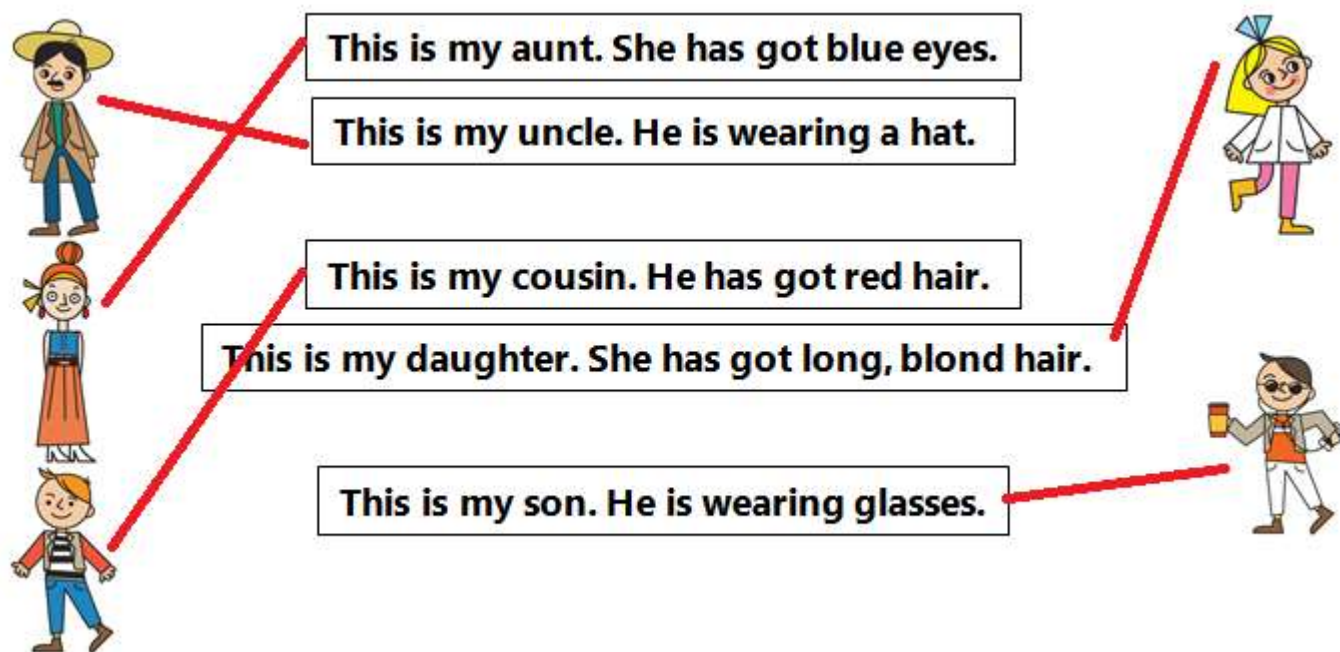 This is my aunt. She has got blue eyes.
This is my uncle. He is wearing a hat.
This is my cousin. He has got red hair.
This is my daughter. She has got long, blond hair.
This is my son. He is wearing glasses.